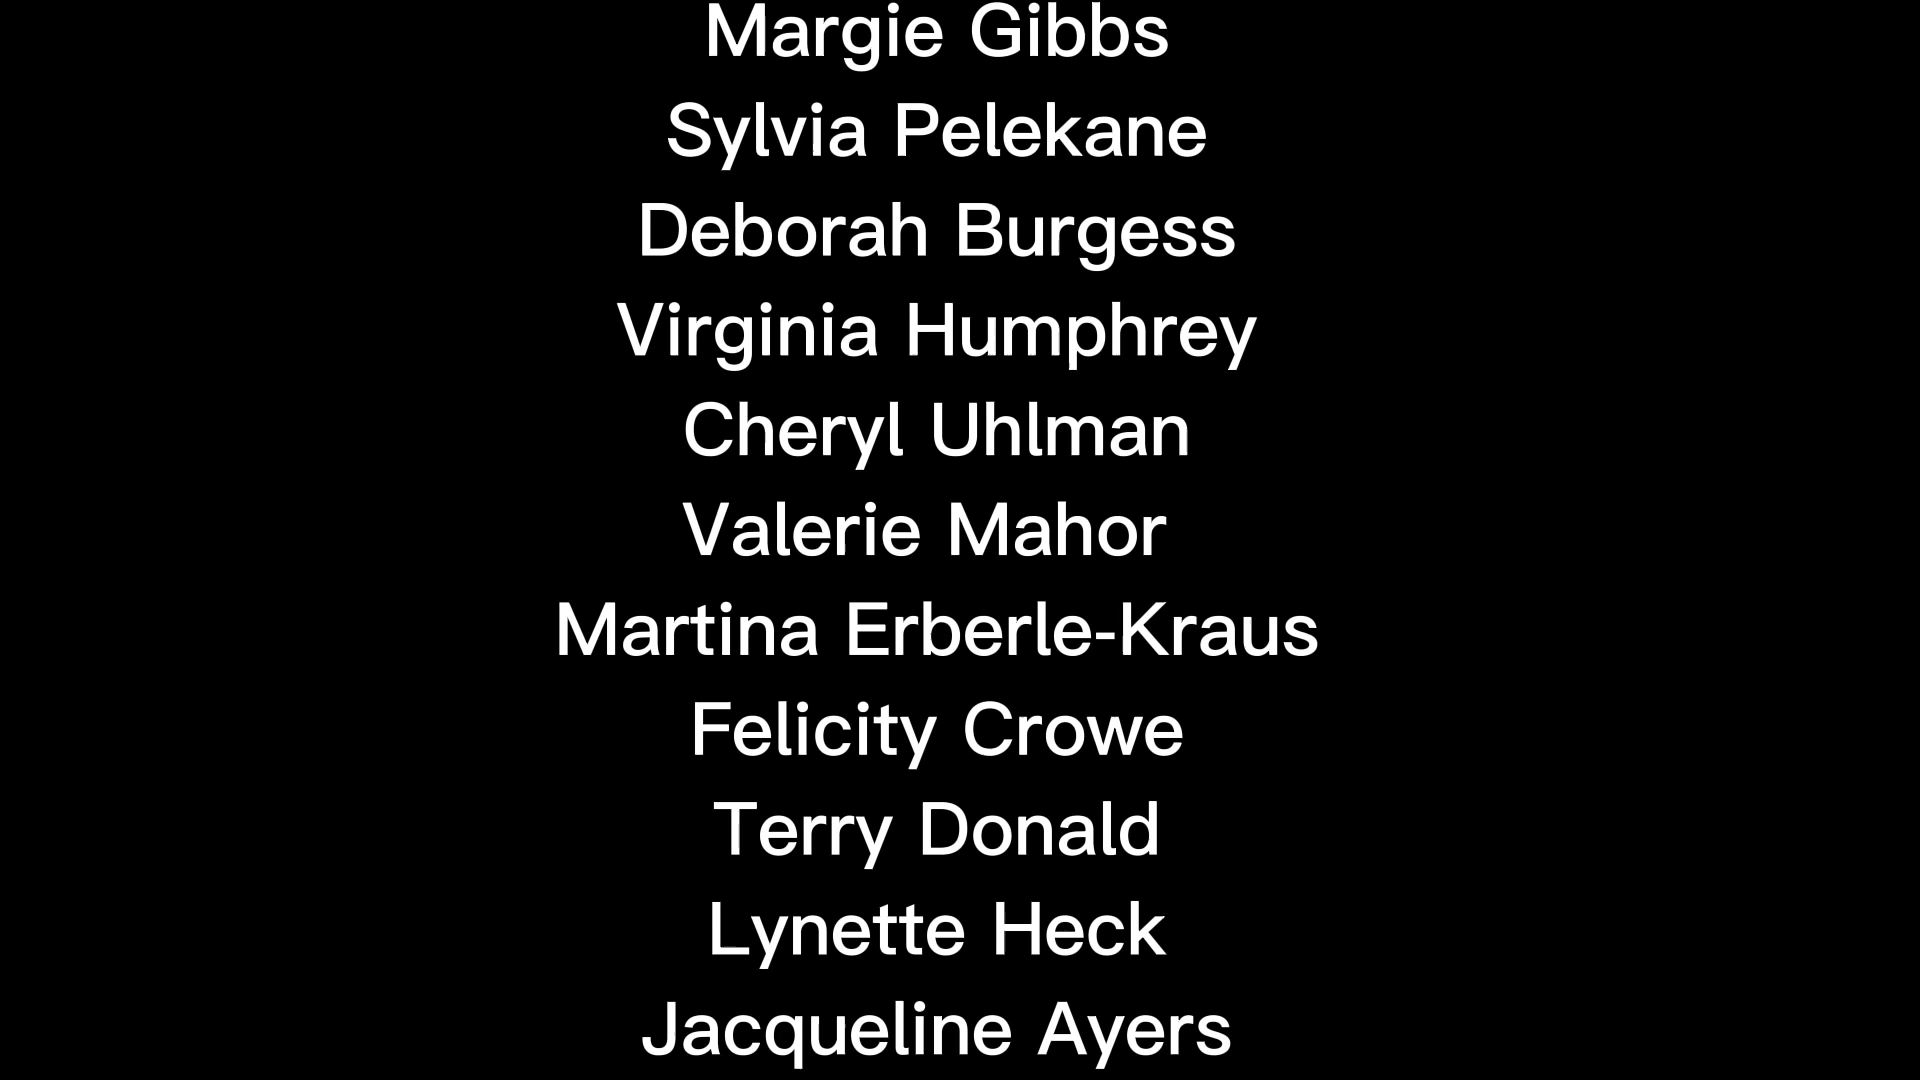 Margie Gibbs
Sylvia Pelekane
Deborah Burgess
Virginia Humphrey
Cheryl Uhlman
Valerie Mahor
Martina Erberle-Kraus
Felicity Crowe
Terry Donald
Lynette Heck
Jacqueline Ayers